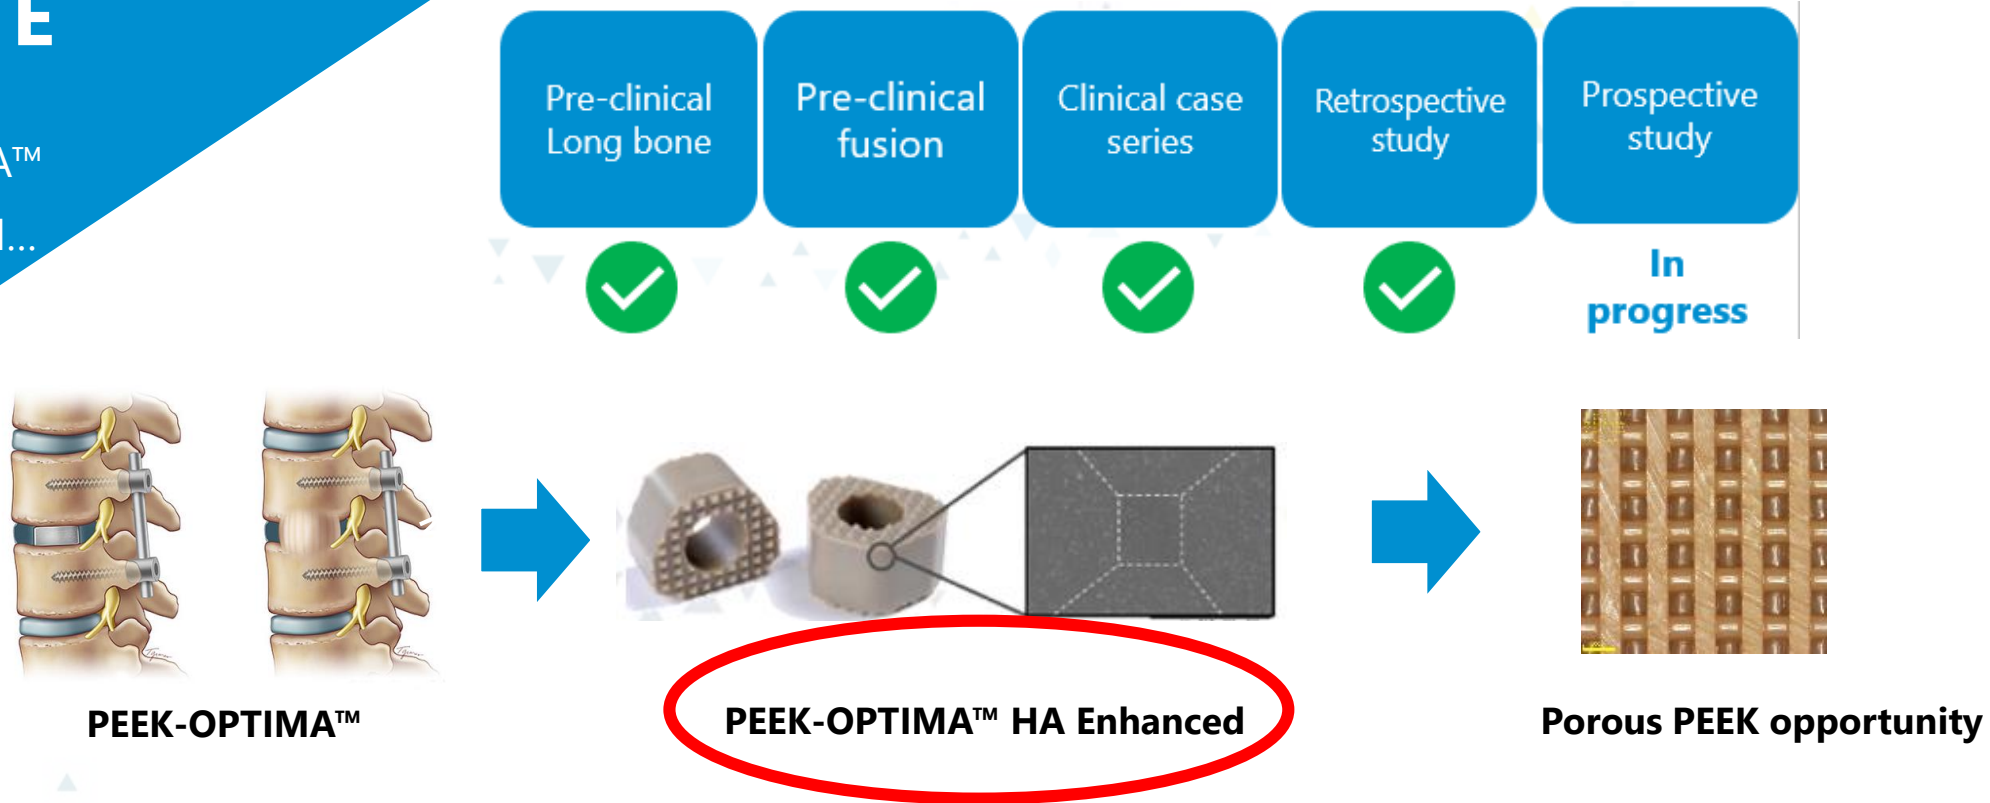 E
A™
Pre-clinical
Long bone
Pre-clinical
fusion
Clinical case
series
Retrospective
study
Prospective
study
In
progress
PEEK-OPTIMA™
PEEK-OPTIMA™ HA Enhanced
Porous PEEK opportunity